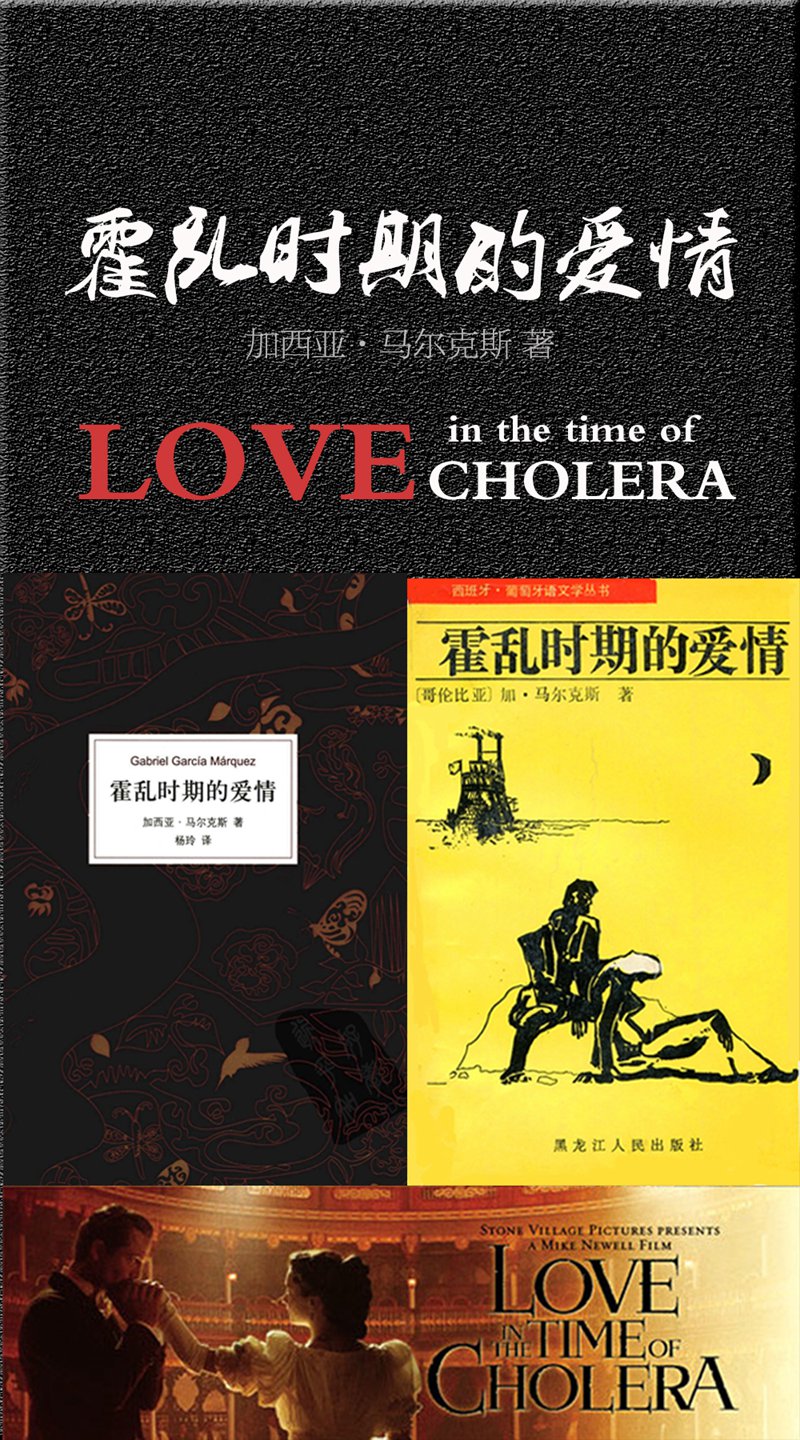 霍乱时期的爱情
加西亚·马尔克斯 著
LOVE in the time of
CHOLERA
Gabriel García Márquez
霍乱时期的爱情
加西亚·马尔克斯 著
杨玲 译
西班牙·葡萄牙语文学丛书
霍乱时期的爱情
〔哥伦比亚〕加·马尔克斯 著
黑龙江人民出版社
STONE VILLAGE PICTURES PRESENTS
A MIKE NEWELL FILM
LOVE
IN THE TIME OF
CHOLERA